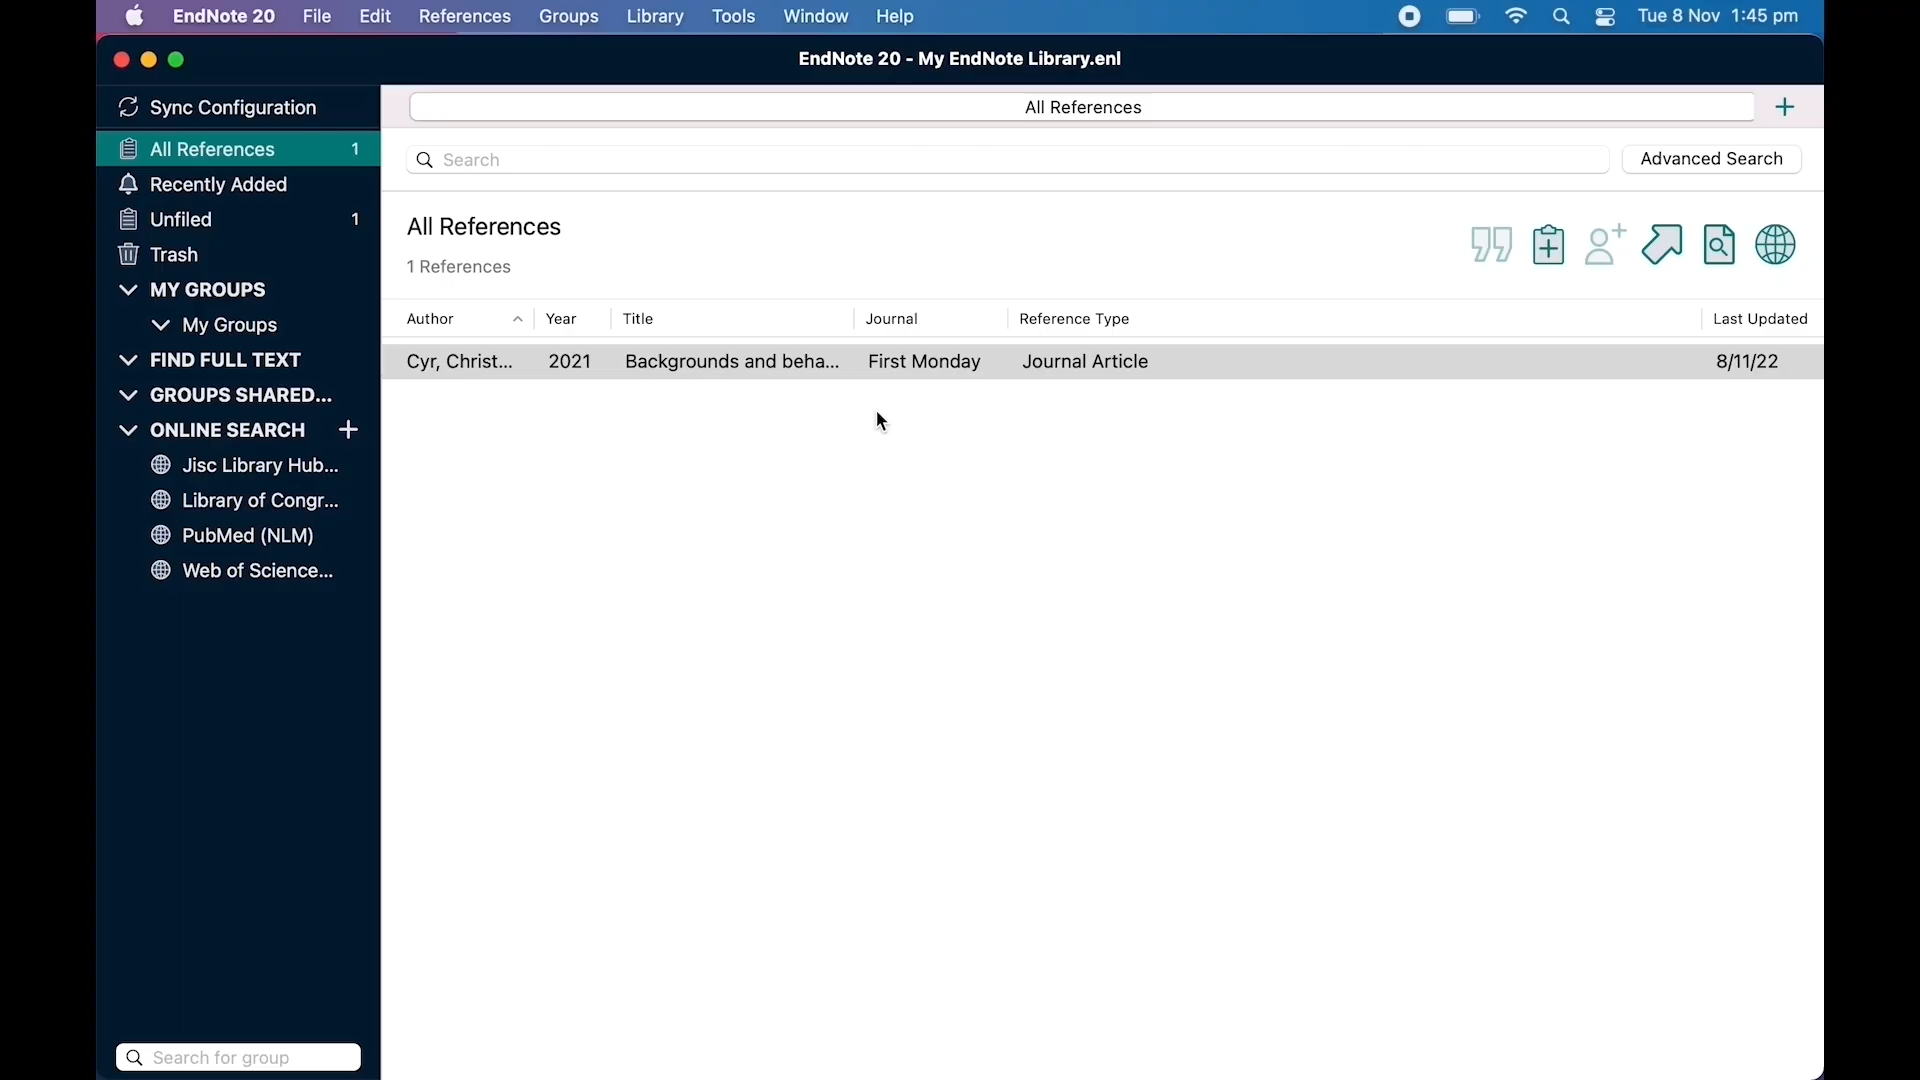 EndNote 20 File Edit References Groups Library Tools Window Help Tue 8 Nov 1:45 pm
EndNote 20 - My EndNote Library.enl
Sync Configuration
All References 1
Recently Added
Unfiled 1
Trash
MY GROUPS
My Groups
FIND FULL TEXT
GROUPS SHARED...
ONLINE SEARCH +
Jisc Library Hub...
Library of Congr...
PubMed (NLM)
Web of Science...
Search for group
All References +
Search Advanced Search
All References
1 References
Author Year Title Journal Reference Type Last Updated
Cyr, Christ... 2021 Backgrounds and beha... First Monday Journal Article 8/11/22